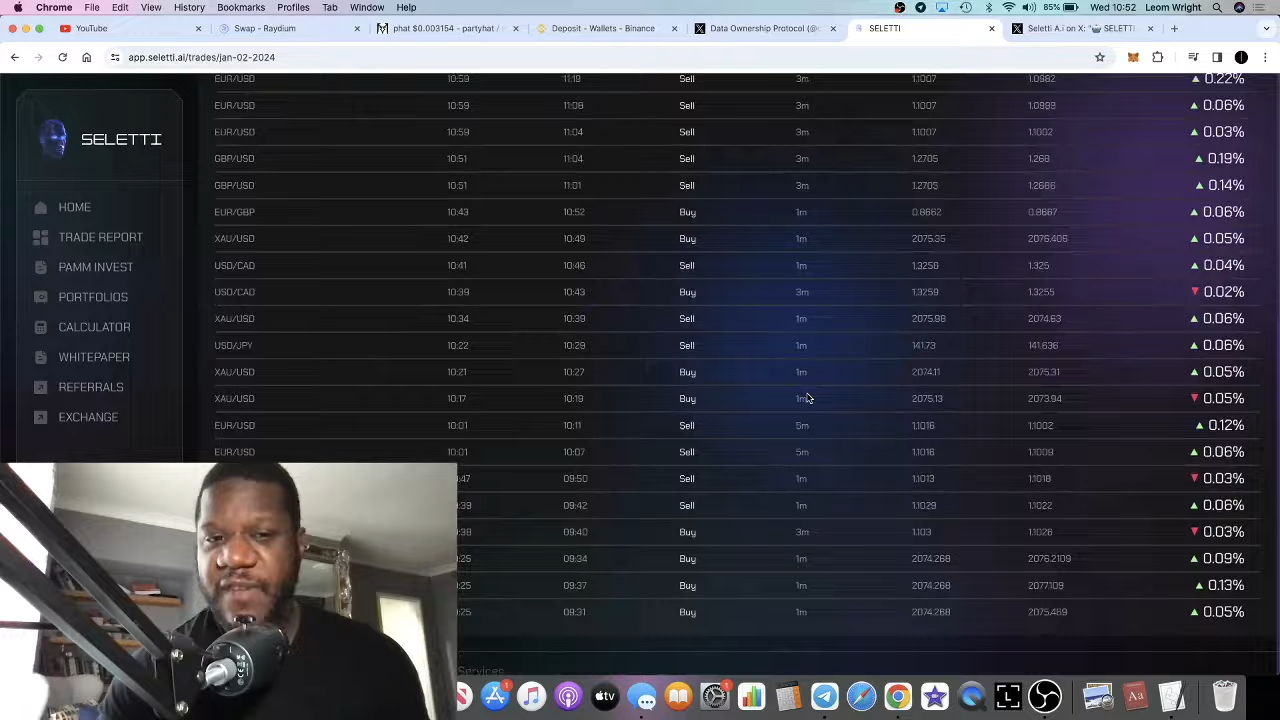 Chrome File Edit View History Bookmarks Profiles Tab Window Help 85% Wed 10:52 Leom Wright
YouTube Swap - Raydium phat $0.003154 - partyhat / Deposit - Wallets - Binance Data Ownership Protocol (@ SELETTI Seletti A.i on X: " SELETTI
app.seletti.ai/trades/jan-02-2024
SELETTI
HOME
TRADE REPORT
PAMM INVEST
PORTFOLIOS
CALCULATOR
WHITEPAPER
REFERRALS
EXCHANGE
EUR/USD 10:59 11:19 Sell 3m 1.1007 1.0982 0.22%
EUR/USD 10:59 11:08 Sell 3m 1.1007 0.06%
EUR/USD 10:59 11:04 Sell 3m 1.1007 1.1002 0.03%
GBP/USD 10:51 11:04 Sell 3m 1.2705 1.268 0.19%
GBP/USD 10:51 11:01 Sell 3m 1.2705 1.2686 0.14%
EUR/GBP 10:43 10:52 Buy 1m 0.8662 0.8667 0.06%
XAU/USD 10:42 10:49 Buy 1m 2075.35 2076.406 0.05%
USD/CAD 10:41 10:46 Sell 1m 1.3256 1.325 0.04%
USD/CAD 10:39 10:43 Buy 3m 1.3259 1.3255 0.02%
XAU/USD 10:34 10:39 Sell 1m 2075.98 2074.63 0.06%
USD/JPY 10:22 10:29 Sell 1m 141.73 141.636 0.06%
XAU/USD 10:21 10:27 Buy 1m 2074.11 2075.31 0.05%
XAU/USD 10:17 10:19 Buy 1m 2075.13 2073.94 0.05%
EUR/USD 10:01 10:11 Sell 5m 1.1016 1.1002 0.12%
EUR/USD 10:01 10:07 Sell 5m 1.1016 1.1009 0.06%
:47 09:50 Sell 1m 1.1013 1.1018 0.03%
:39 09:42 Sell 1m 1.1029 1.1022 0.06%
:38 09:40 Buy 3m 1.103 1.1026 0.03%
:25 09:34 Buy 1m 2074.268 2076.2109 0.09%
:25 09:37 Buy 1m 2074.268 2077.109 0.13%
:25 09:31 Buy 1m 2074.268 2075.489 0.05%
Services